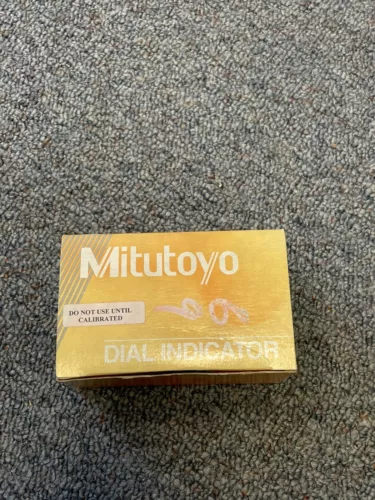 Mitutoyo
DO NOT USE UNTIL
CALIBRATED
DIAL INDICATOR